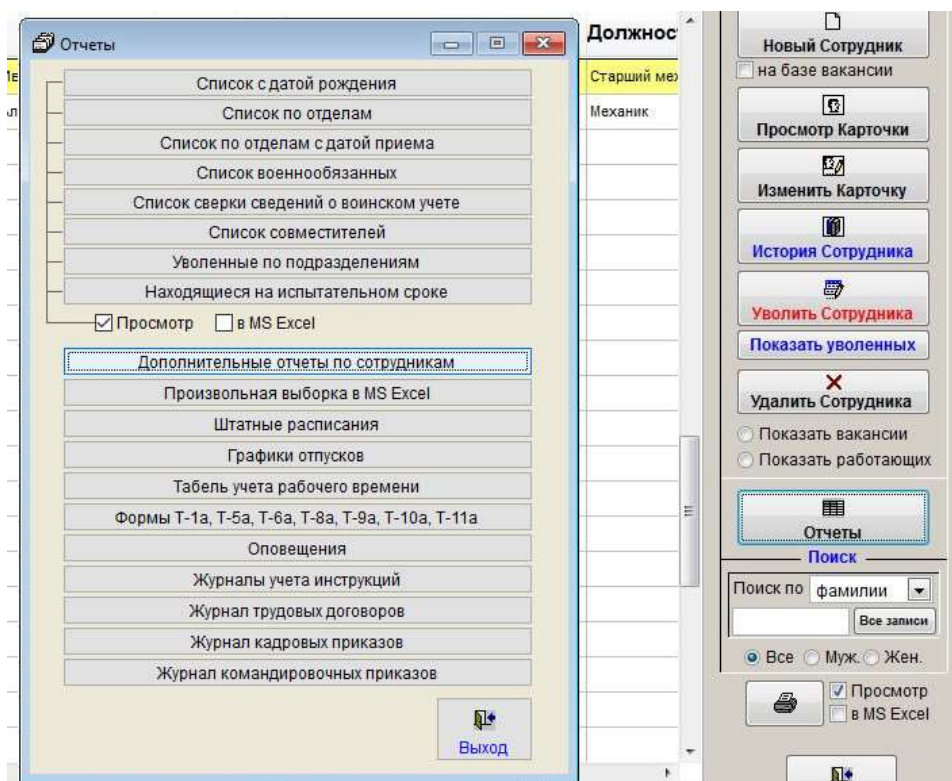 Отчеты
Список с датой рождения
Список по отделам
Список по отделам с датой приема
Список военнообязанных
Список сверки сведений о воинском учете
Список совместителей
Уволенные по подразделениям
Находящиеся на испытательном сроке
Просмотр
в MS Excel
Дополнительные отчеты по сотрудникам
Произвольная выборка в MS Excel
Штатные расписания
Графики отпусков
Табель учета рабочего времени
Формы Т-1а, Т-5а, Т-6а, Т-8а, Т-9а, Т-10а, Т-11а
Оповещения
Журналы учета инструкций
Журнал трудовых договоров
Журнал кадровых приказов
Журнал командировочных приказов
Выход
Должнос
Старший мех
Механик
Новый Сотрудник
на базе вакансии
Просмотр Карточки
Изменить Карточку
История Сотрудника
Уволить Сотрудника
Показать уволенных
Удалить Сотрудника
Показать вакансии
Показать работающих
Отчеты
Поиск
Поиск по фамилии
Все записи
Все Муж. Жен.
Просмотр
в MS Excel